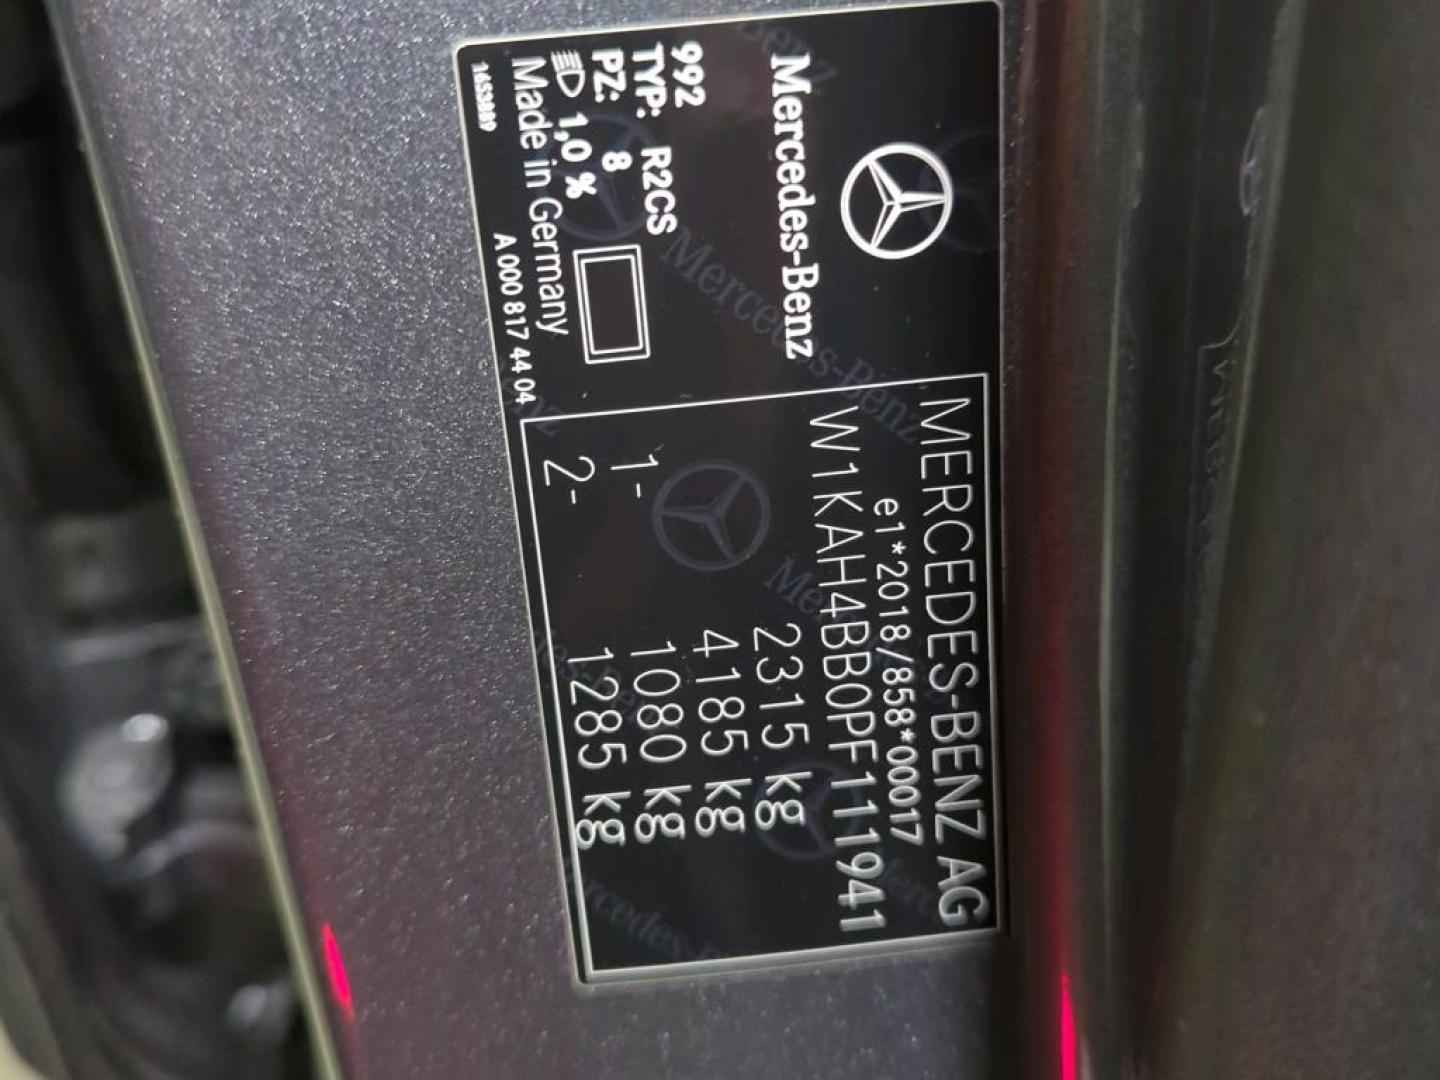 Mercedes-Benz
992
TYP: R2CS
PZ: 8
1,0 %
Made in Germany
1653889 A 000 817 44 04
MERCEDES-BENZ AG
e1*2018/858*00017
W1KAH4BB0PF111941
2315 kg
4185 kg
1- 1080 kg
2- 1285 kg